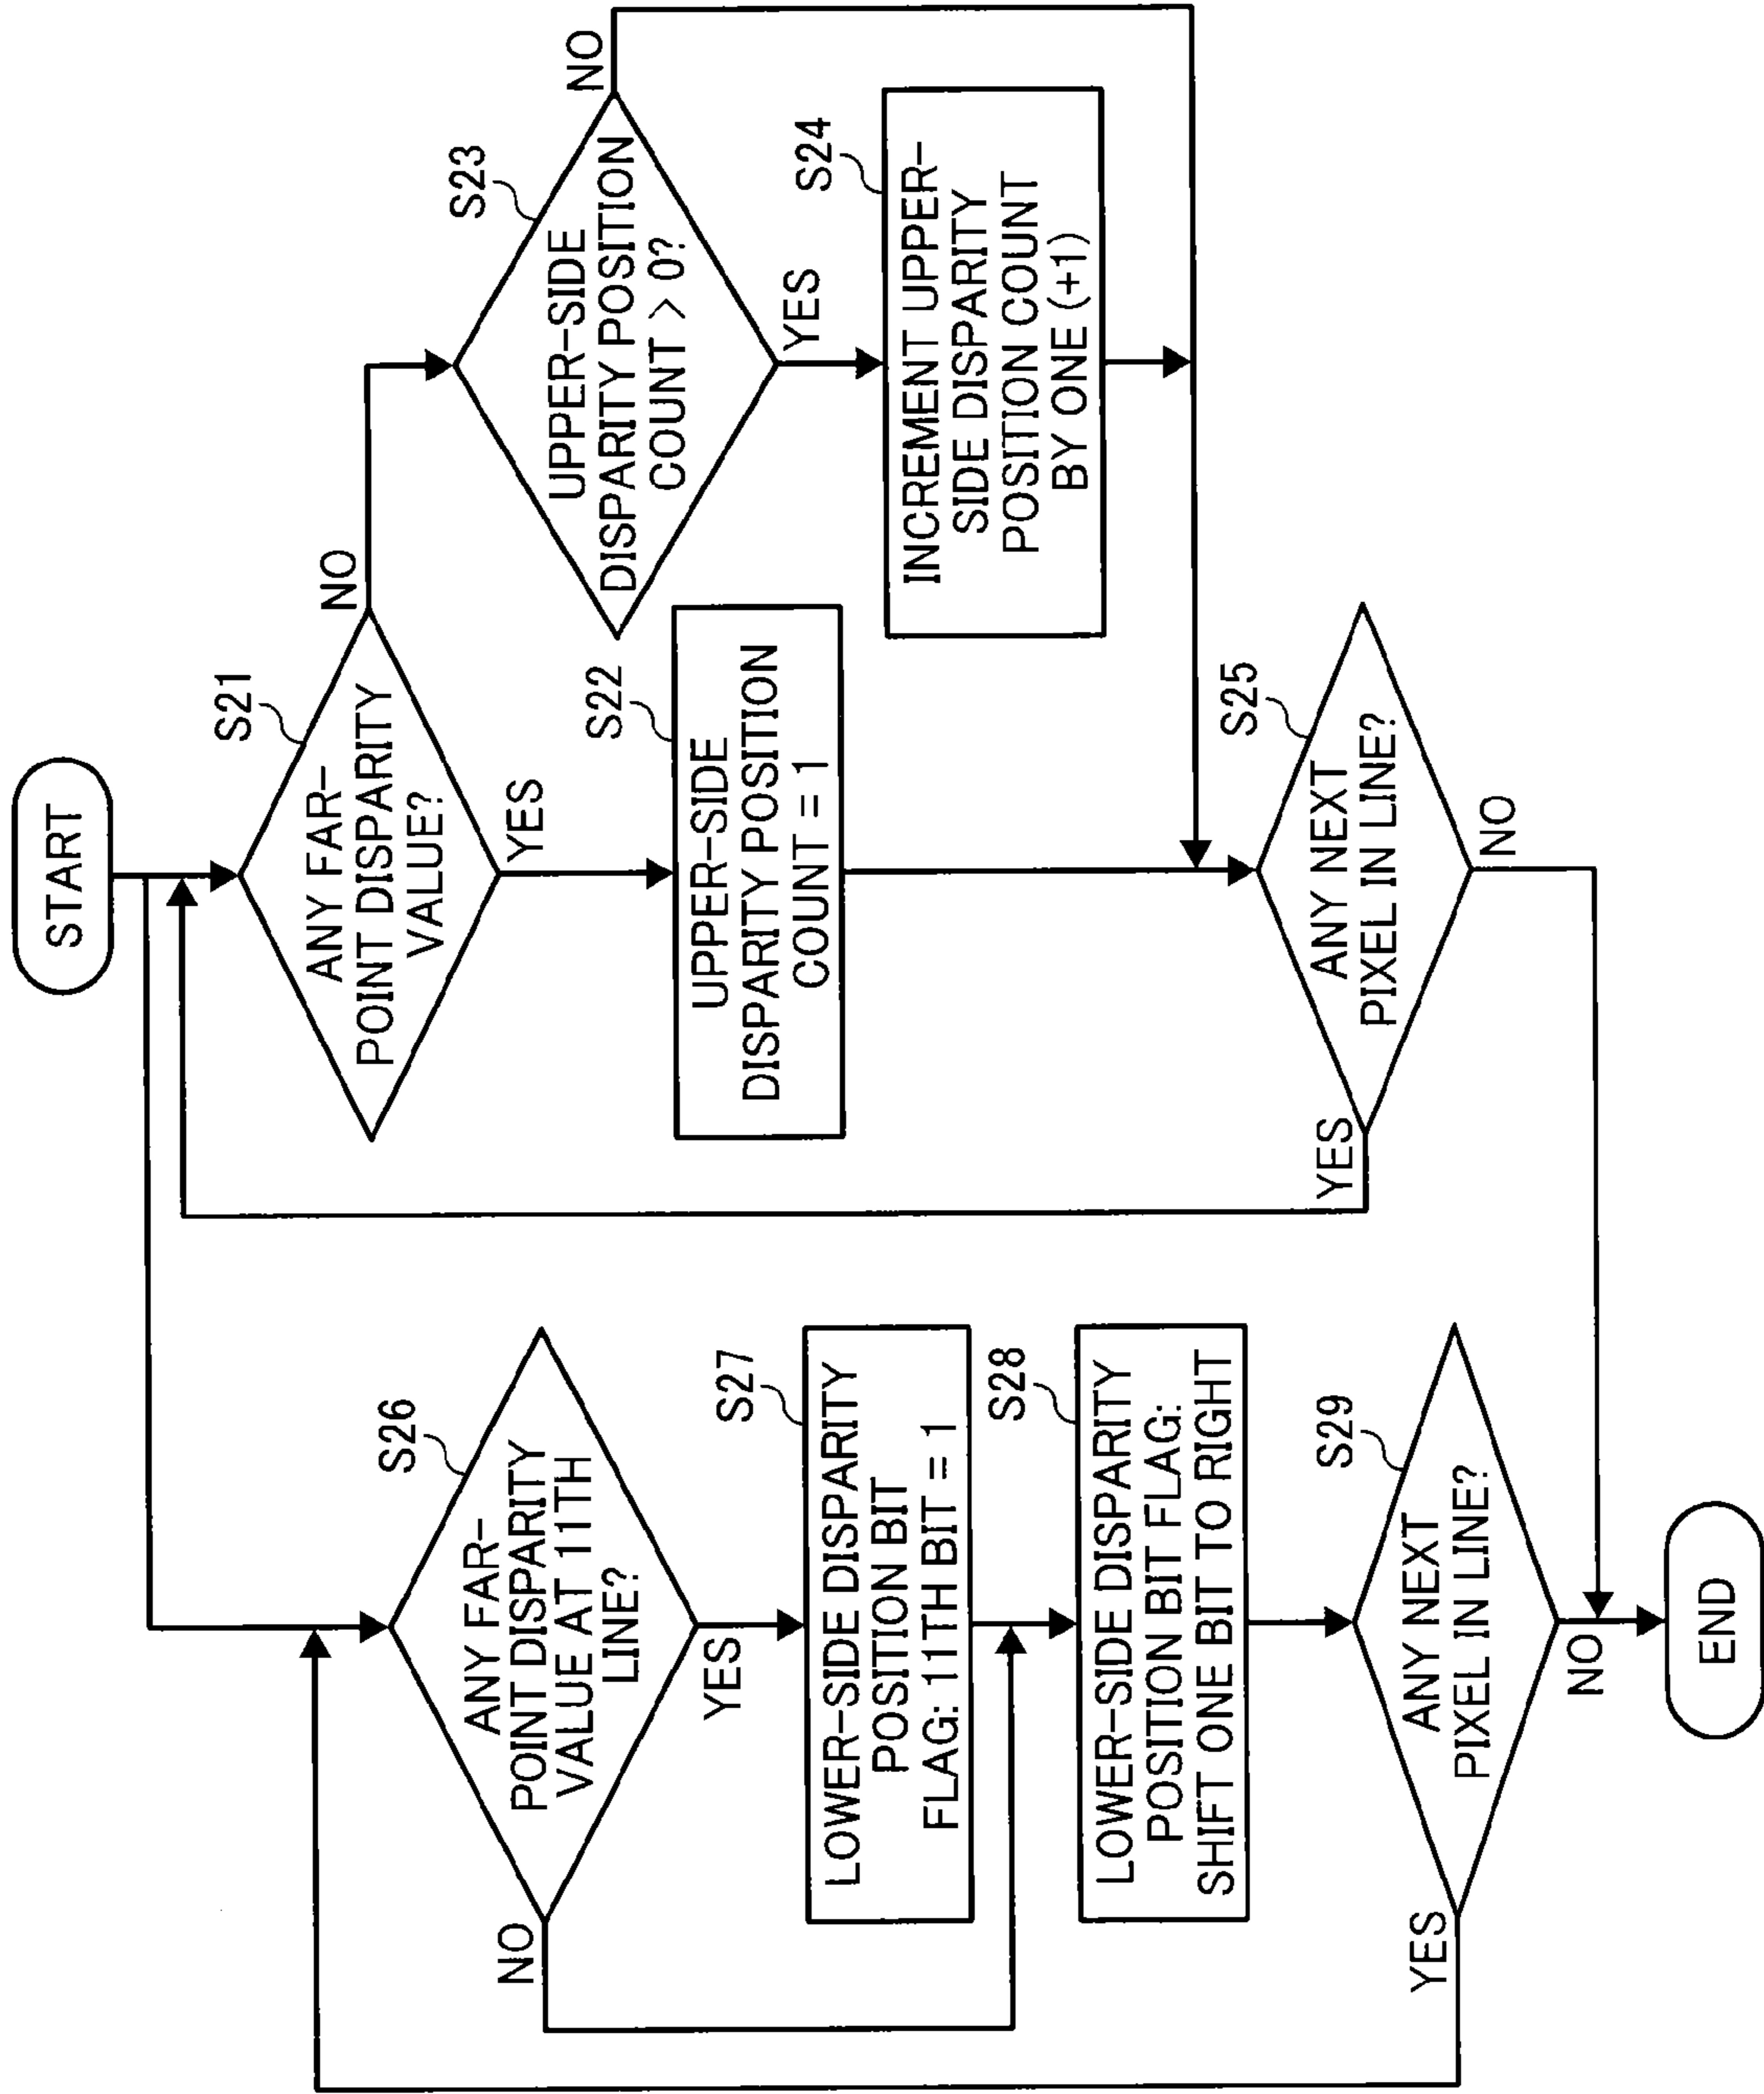 START
S21
ANY FAR-
POINT DISPARITY
VALUE?
NO
YES
S22
UPPER-SIDE
DISPARITY POSITION
COUNT = 1
S23
UPPER-SIDE
DISPARITY POSITION
COUNT > 0?
NO
YES
S24
INCREMENT UPPER-
SIDE DISPARITY
POSITION COUNT
BY ONE (+1)
S25
ANY NEXT
PIXEL IN LINE?
YES
NO
S26
ANY FAR-
POINT DISPARITY
VALUE AT 11TH
LINE?
NO
YES
S27
LOWER-SIDE DISPARITY
POSITION BIT
FLAG: 11TH BIT = 1
S28
LOWER-SIDE DISPARITY
POSITION BIT FLAG:
SHIFT ONE BIT TO RIGHT
S29
ANY NEXT
PIXEL IN LINE?
YES
NO
END